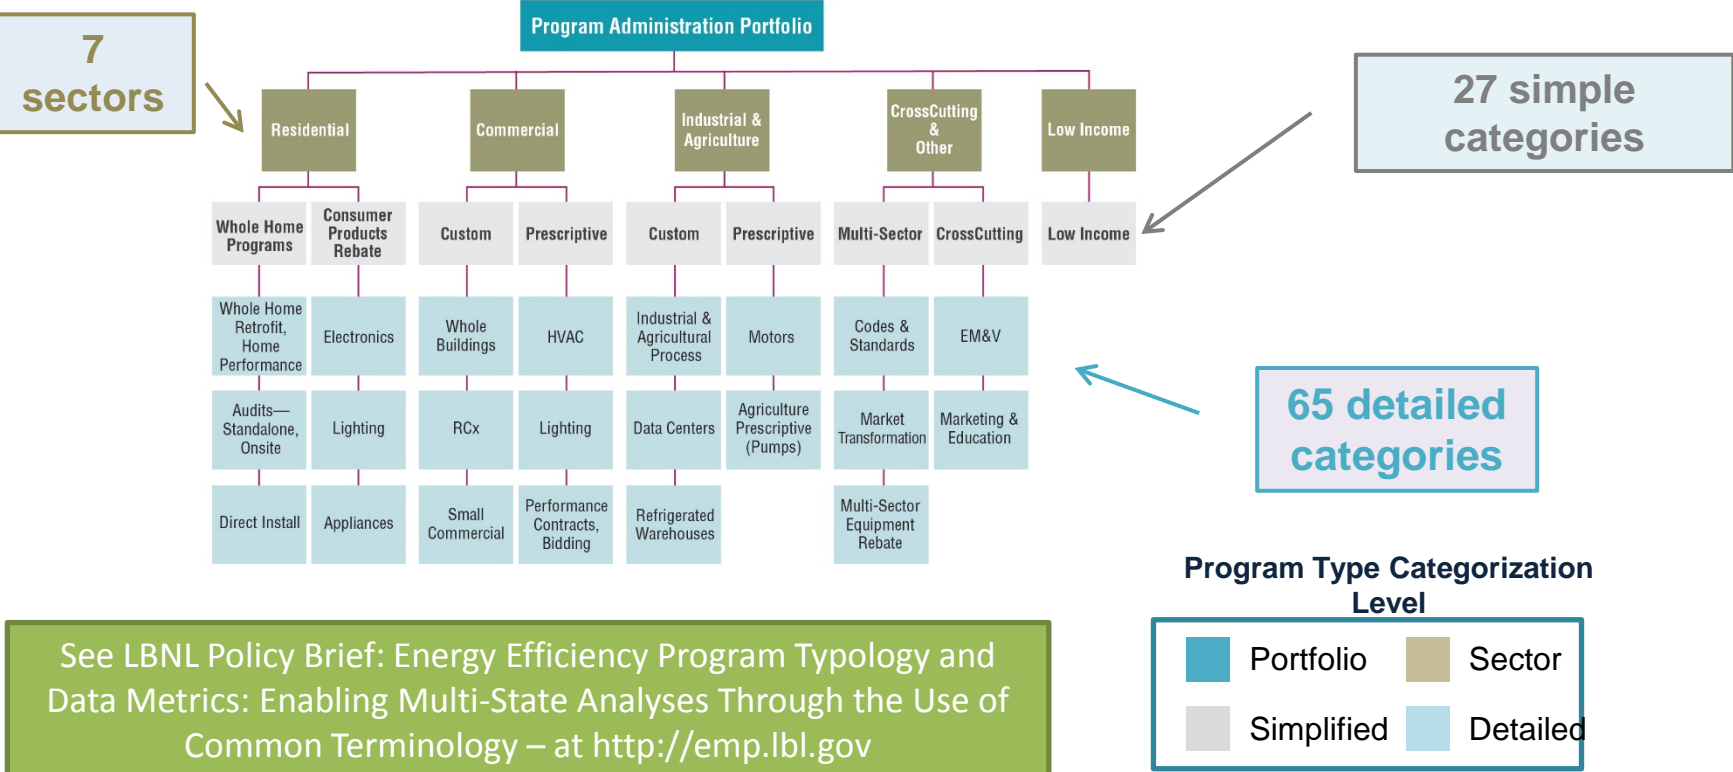 Program Administration Portfolio
7
sectors
27 simple
categories
Residential
Commercial
Industrial &
Agriculture
CrossCutting
&
Other
Low Income
Whole Home
Programs
Consumer
Products
Rebate
Custom
Prescriptive
Custom
Prescriptive
Multi-Sector
CrossCutting
Low Income
Whole Home
Retrofit,
Home
Performance
Electronics
Whole
Buildings
HVAC
Industrial &
Agricultural
Process
Motors
Codes &
Standards
EM&V
Audits—
Standalone,
Onsite
Lighting
RCx
Lighting
Data Centers
Agriculture
Prescriptive
(Pumps)
Market
Transformation
Marketing &
Education
65 detailed
categories
Direct Install
Appliances
Small
Commercial
Performance
Contracts,
Bidding
Refrigerated
Warehouses
Multi-Sector
Equipment
Rebate
Program Type Categorization
Level
Portfolio
Sector
Simplified
Detailed
See LBNL Policy Brief: Energy Efficiency Program Typology and
Data Metrics: Enabling Multi-State Analyses Through the Use of
Common Terminology – at http://emp.lbl.gov